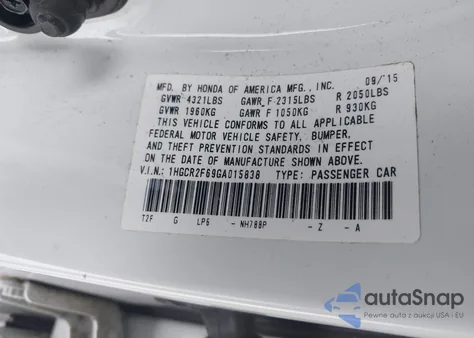 MFD. BY HONDA OF AMERICA MFG., INC. 09/15
GVWR 4321LBS GAWR F 2315LBS R 2050LBS
GVWR 1960KG GAWR F 1050KG R 930KG
THIS VEHICLE CONFORMS TO ALL APPLICABLE
FEDERAL MOTOR VEHICLE SAFETY, BUMPER,
AND THEFT PREVENTION STANDARDS IN EFFECT
ON THE DATE OF MANUFACTURE SHOWN ABOVE.
V.I.N.: 1HGCR2F69GA015838 TYPE: PASSENGER CAR
T2F G LP6 - NH788P - Z - A
autoSnap
Pewne auta z aukcji USA i EU